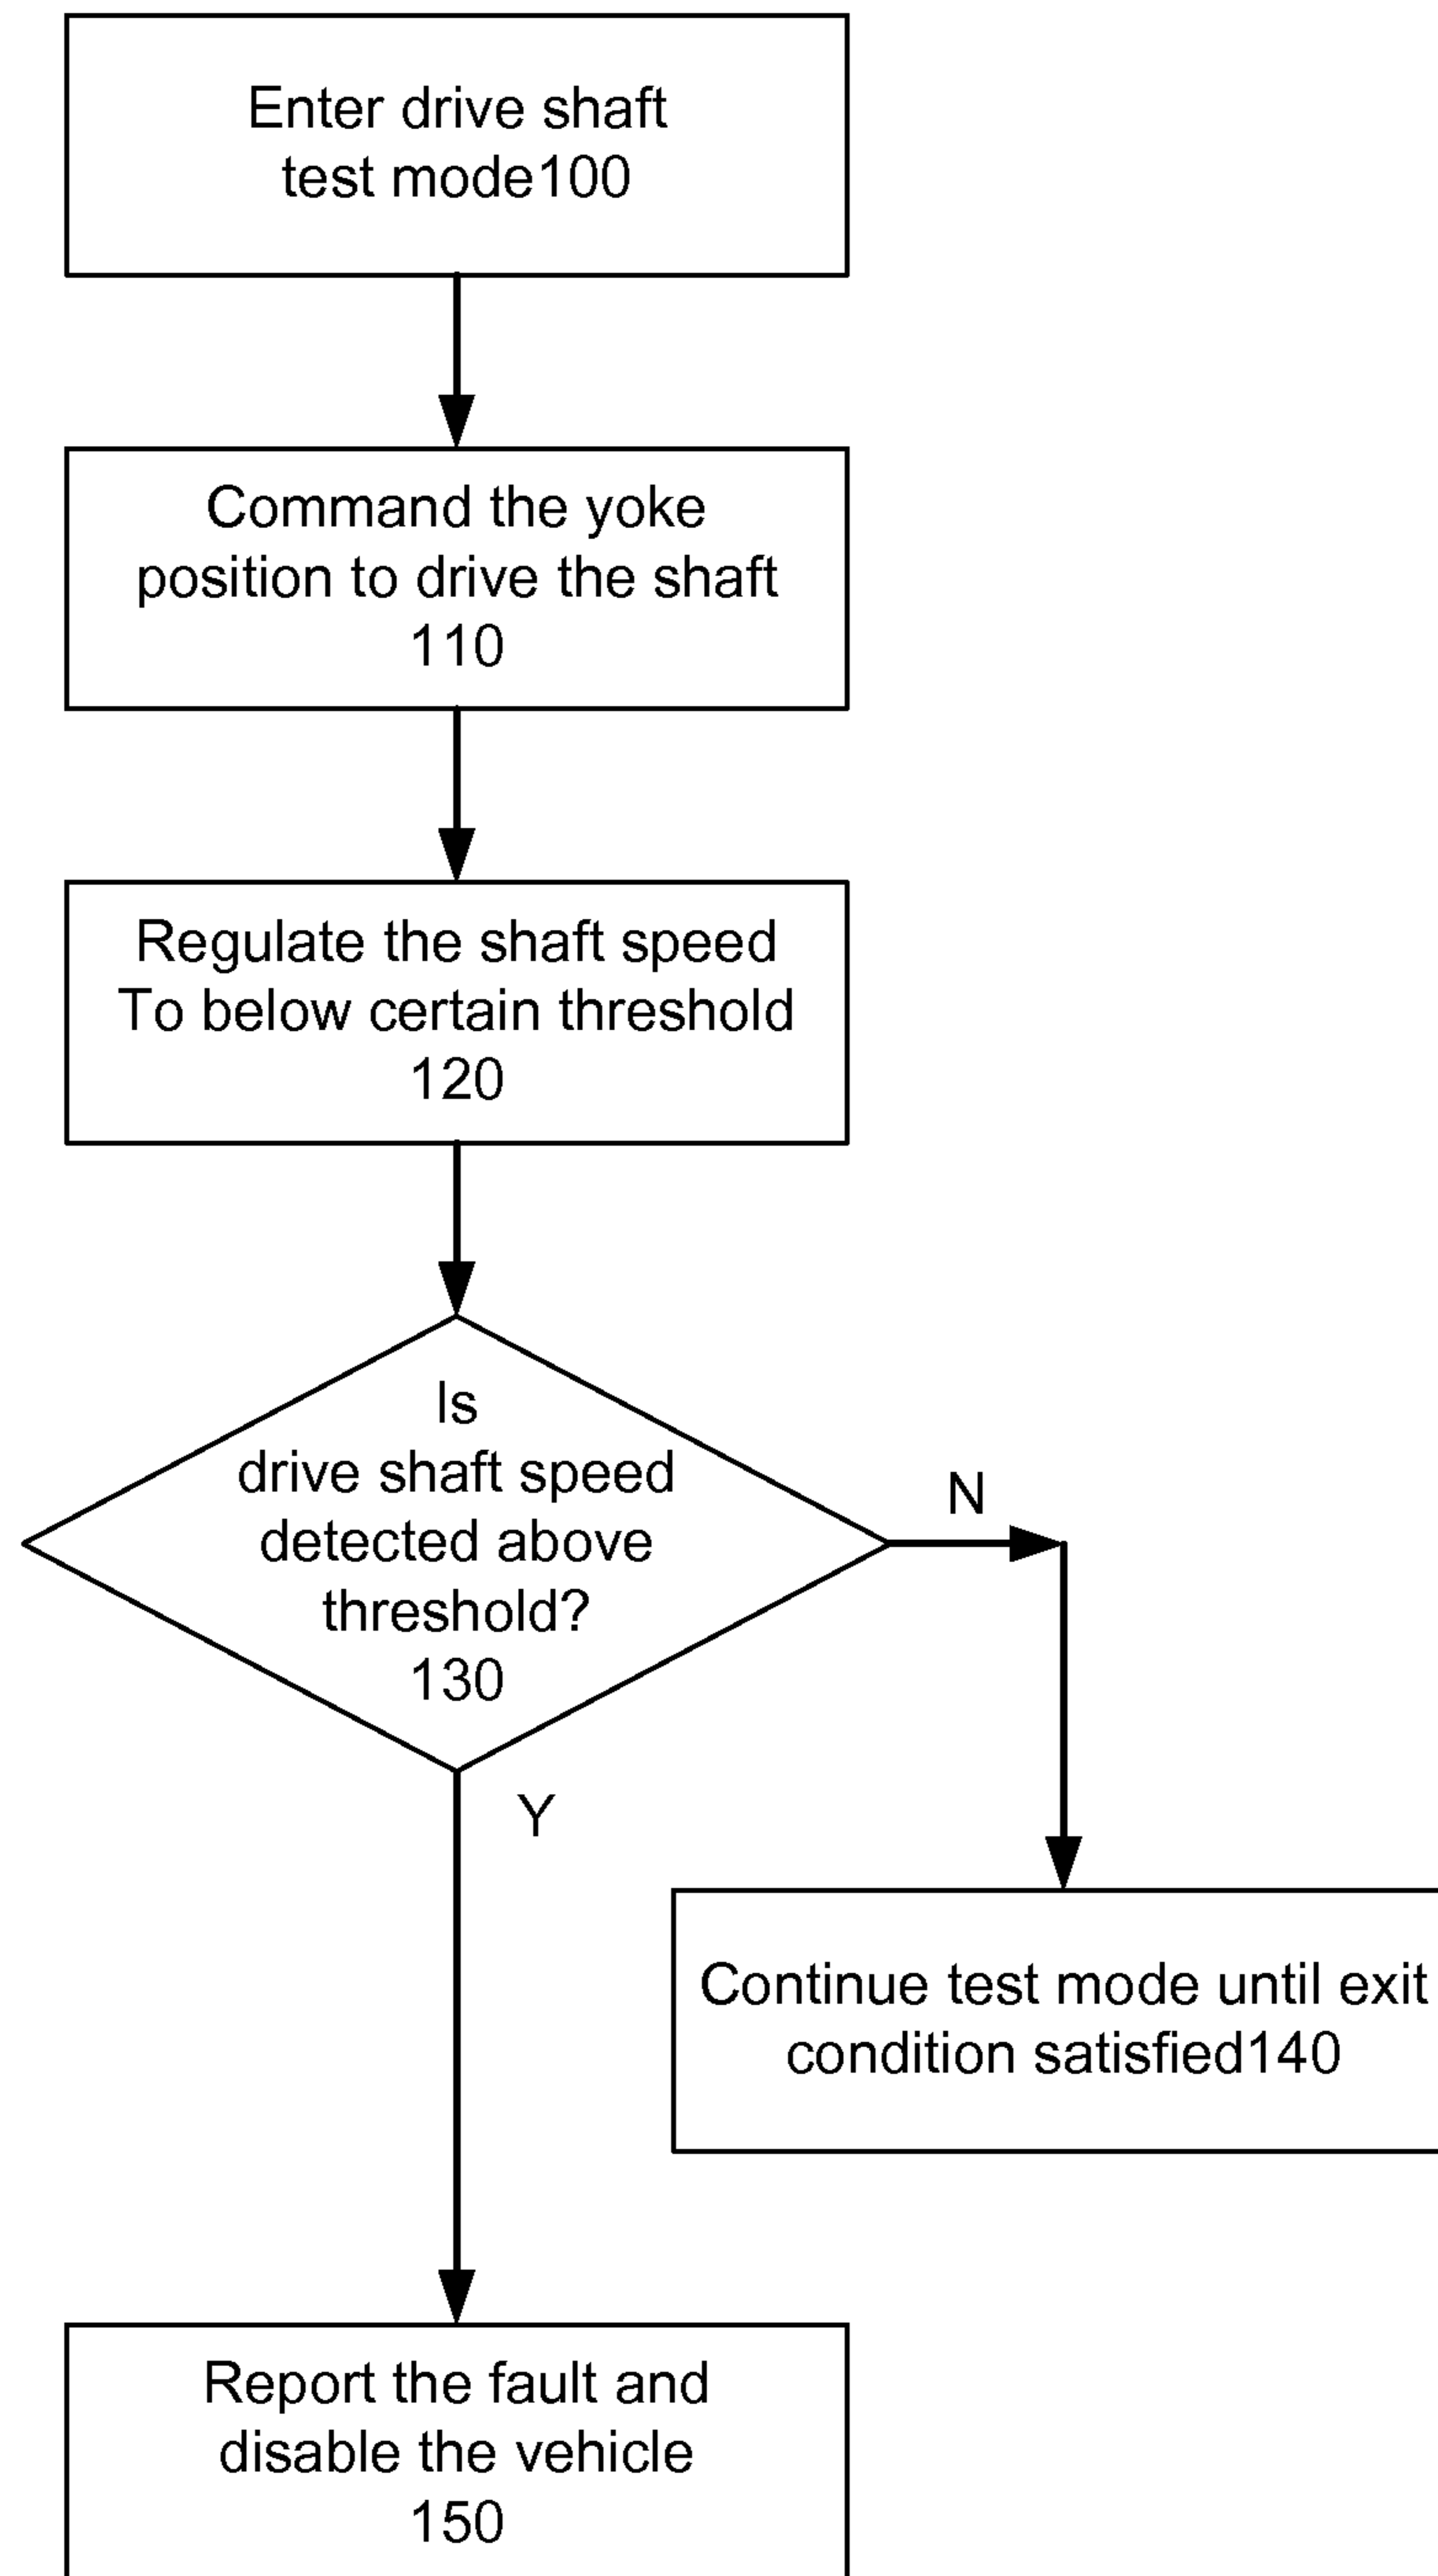 Enter drive shaft
test mode100
Command the yoke
position to drive the shaft
110
Regulate the shaft speed
To below certain threshold
120
Is
drive shaft speed
detected above
threshold?
130
N
Y
Continue test mode until exit
condition satisfied140
Report the fault and
disable the vehicle
150